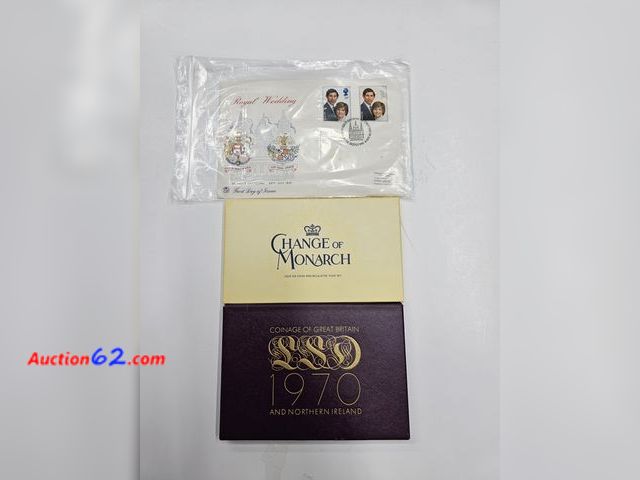 Royal Wedding
First Day of Issue
CHANGE OF
MONARCH
COINAGE OF GREAT BRITAIN
LSD
1970
AND NORTHERN IRELAND
Auction62.com